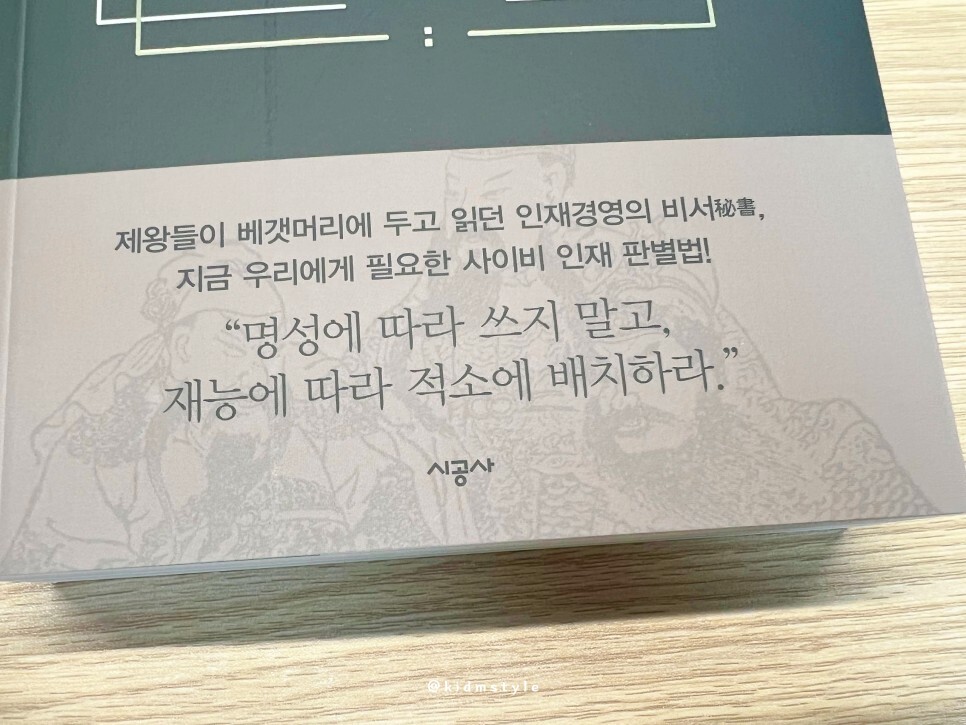 제왕들이 베갯머리에 두고 읽던 인재경영의 비서秘書,
지금 우리에게 필요한 사이비 인재 판별법!
“명성에 따라 쓰지 말고,
재능에 따라 적소에 배치하라.”
시공사
@kidmstyle